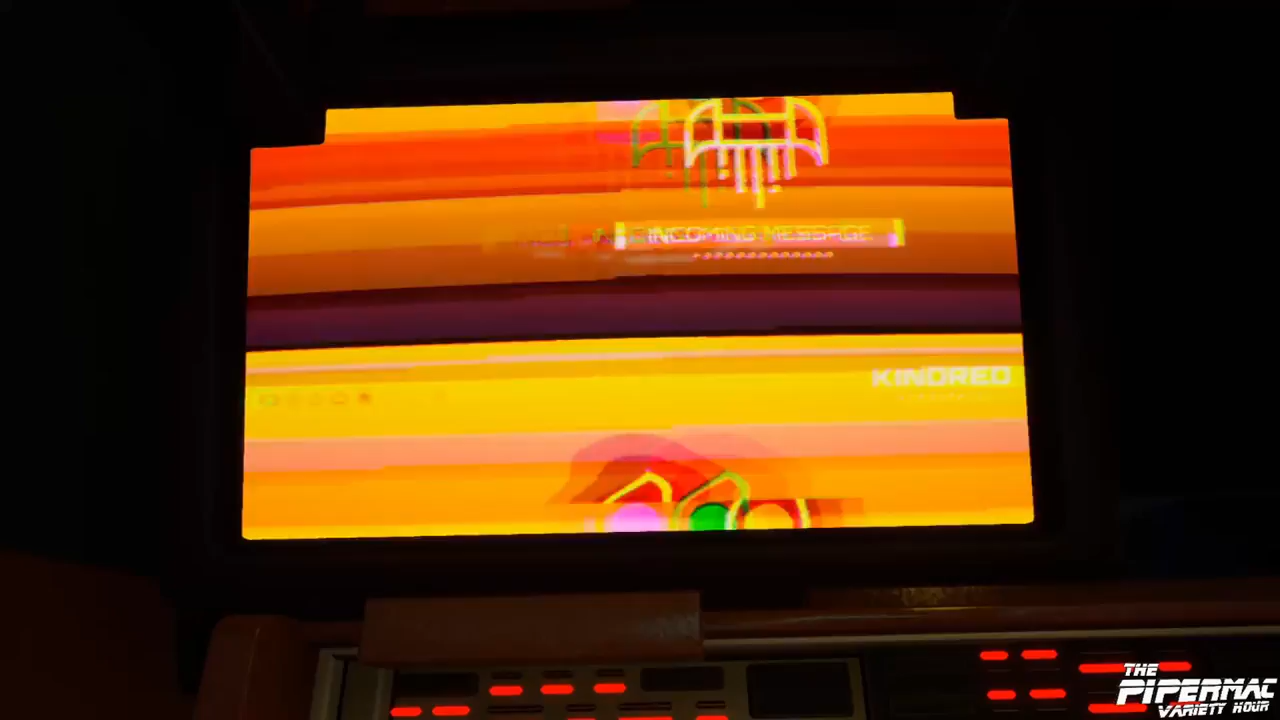 INCOMING MESSAGE
KINDRED
THE
PIPERMAC
VARIETY HOUR